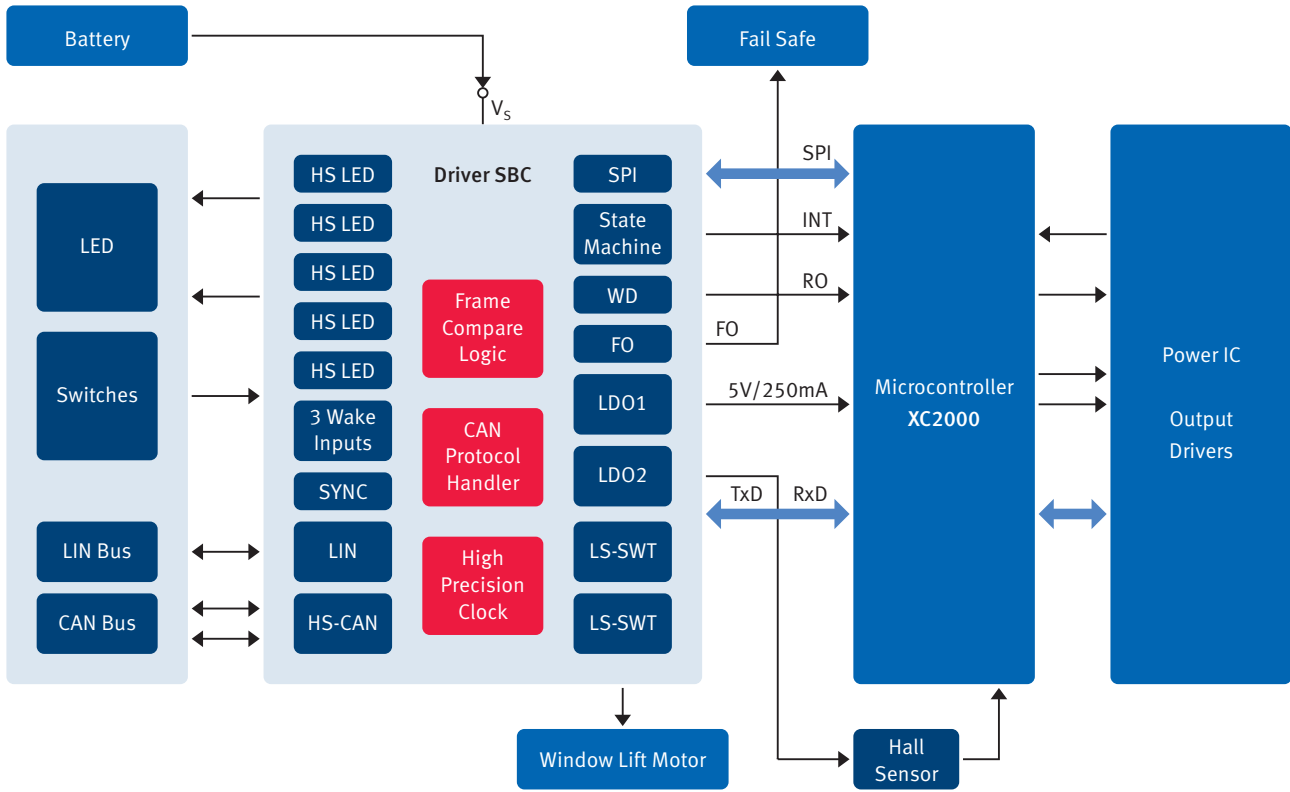 Battery
Fail Safe
V_S
LED
Switches
LIN Bus
CAN Bus
Driver SBC
HS LED
HS LED
HS LED
HS LED
HS LED
3 Wake
Inputs
SYNC
LIN
HS-CAN
Frame
Compare
Logic
CAN
Protocol
Handler
High
Precision
Clock
SPI
State
Machine
WD
FO
LDO1
LDO2
LS-SWT
LS-SWT
SPI
INT
RO
FO
5V/250mA
TxD
RxD
Microcontroller
XC2000
Power IC
Output
Drivers
Window Lift Motor
Hall
Sensor